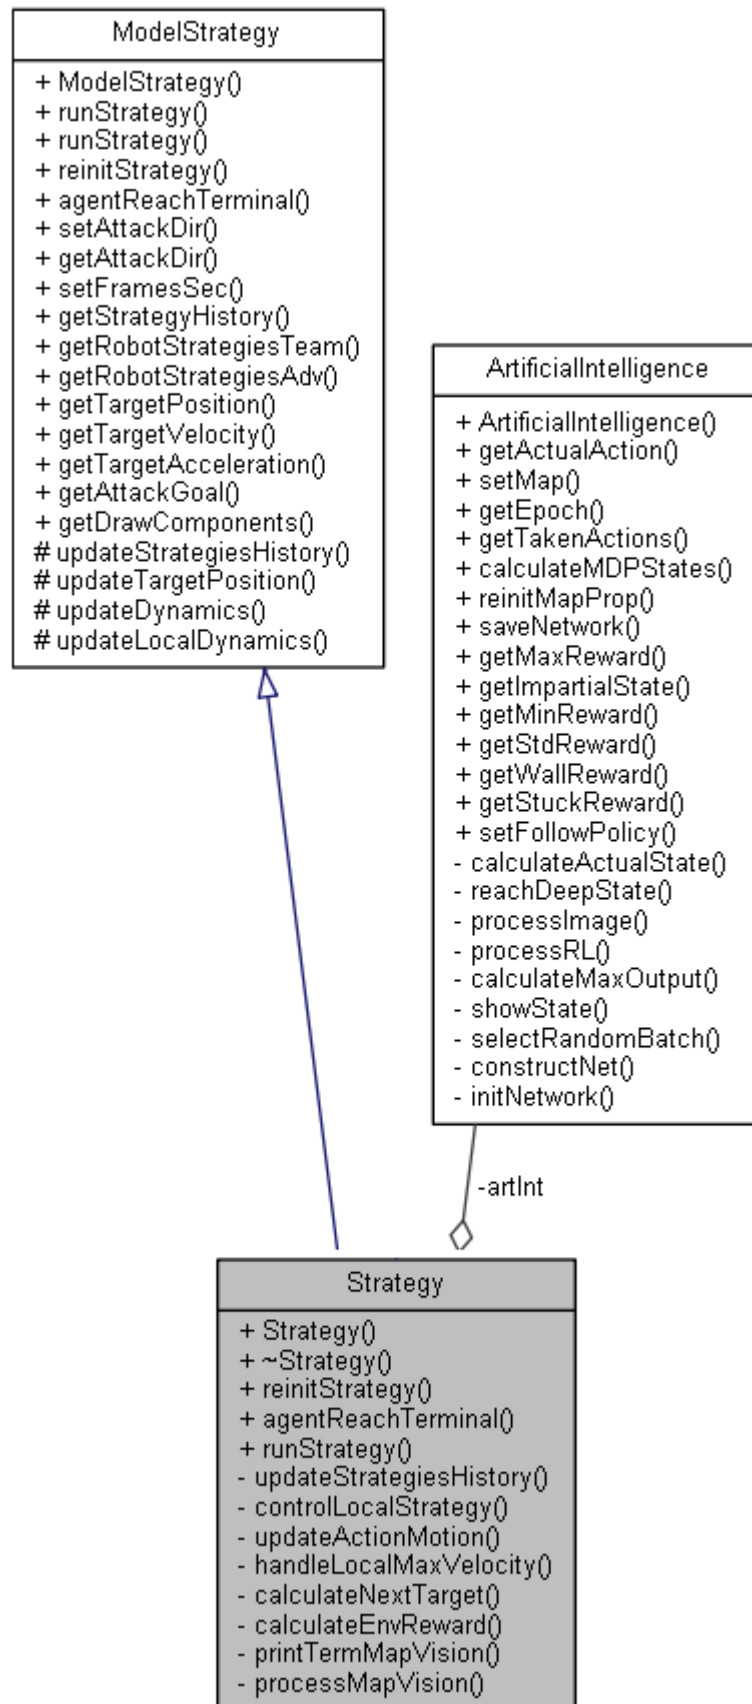 ModelStrategy
+ ModelStrategy()
+ runStrategy()
+ runStrategy()
+ reinitStrategy()
+ agentReachTerminal()
+ setAttackDir()
+ getAttackDir()
+ setFramesSec()
+ getStrategyHistory()
+ getRobotStrategiesTeam()
+ getRobotStrategiesAdv()
+ getTargetPosition()
+ getTargetVelocity()
+ getTargetAcceleration()
+ getAttackGoal()
+ getDrawComponents()
# updateStrategiesHistory()
# updateTargetPosition()
# updateDynamics()
# updateLocalDynamics()
ArtificialIntelligence
+ ArtificialIntelligence()
+ getActualAction()
+ setMap()
+ getEpoch()
+ getTakenActions()
+ calculateMDPStates()
+ reinitMapProp()
+ saveNetwork()
+ getMaxReward()
+ getImpartialState()
+ getMinReward()
+ getStdReward()
+ getWallReward()
+ getStuckReward()
+ setFollowPolicy()
- calculateActualState()
- reachDeepState()
- processImage()
- processRL()
- calculateMaxOutput()
- showState()
- selectRandomBatch()
- constructNet()
- initNetwork()
-artInt
Strategy
+ Strategy()
+ ~Strategy()
+ reinitStrategy()
+ agentReachTerminal()
+ runStrategy()
- updateStrategiesHistory()
- controlLocalStrategy()
- updateActionMotion()
- handleLocalMaxVelocity()
- calculateNextTarget()
- calculateEnvReward()
- printTermMapVision()
- processMapVision()